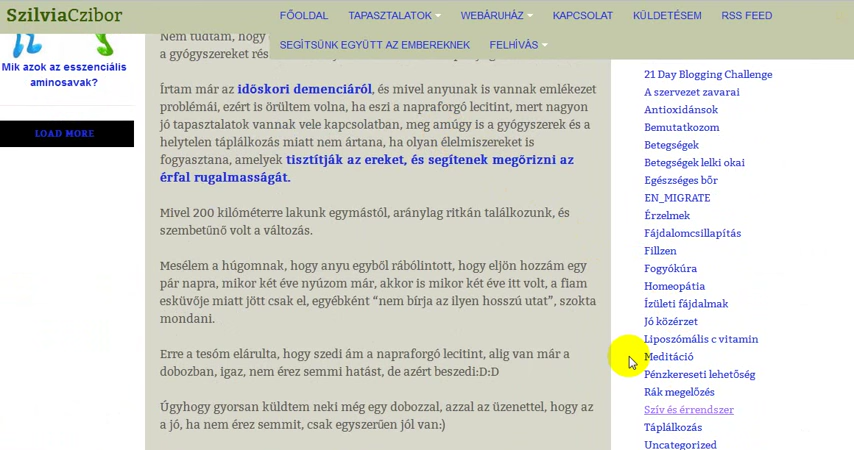 SzilviaCzibor
FŐOLDAL TAPASZTALATOK WEBÁRUHÁZ KAPCSOLAT KÜLDETÉSEM RSS FEED
SEGÍTSÜNK EGYÜTT AZ EMBEREKNEK FELHÍVÁS
Mik azok az esszenciális
aminosavak?
LOAD MORE
Nem tudtam, hogy
a gyógyszereket rés
Írtam már az időskori demenciáról, és mivel anyunak is vannak emlékezet
problémái, ezért is örültem volna, ha eszi a napraforgó lecitint, mert nagyon
jó tapasztalatok vannak vele kapcsolatban, meg amúgy is a gyógyszerek és a
helytelen táplálkozás miatt nem ártana, ha olyan élelmiszereket is
fogyasztana, amelyek tisztítják az ereket, és segítenek megőrizni az
érfal rugalmasságát.
Mivel 200 kilóméterre lakunk egymástól, aránylag ritkán találkozunk, és
szembetűnő volt a változás.
Mesélem a húgomnak, hogy anyu egyből rábólintott, hogy eljön hozzám egy
pár napra, mikor két éve nyúzom már, akkor is mikor két éve itt volt, a fiam
esküvője miatt jött csak el, egyébként “nem bírja az ilyen hosszú utat”, szokta
mondani.
Erre a tesóm elárulta, hogy szedi ám a napraforgó lecitint, alig van már a
dobozban, igaz, nem érez semmi hatást, de azért beszedi:D:D
Úgyhogy gyorsan küldtem neki még egy dobozzal, azzal az üzenettel, hogy az
a jó, ha nem érez semmit, csak egyszerűen jól van:)
21 Day Blogging Challenge
A szervezet zavarai
Antioxidánsok
Bemutatkozom
Betegségek
Betegségek lelki okai
Egészséges bőr
EN_MIGRATE
Érzelmek
Fájdalomcsillapítás
Fillzen
Fogyókúra
Homeopátia
Ízületi fájdalmak
Jó közérzet
Liposzómális c vitamin
Meditáció
Pénzkereseti lehetőség
Rák megelőzés
Szív és érrendszer
Táplálkozás
Uncategorized